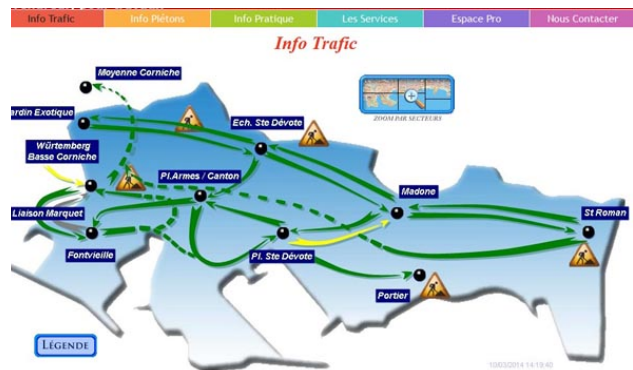 Info Trafic
Info Piétons
Info Pratique
Les Services
Espace Pro
Nous Contacter
Info Trafic
Moyenne Corniche
ardin Exotique
Ech. Ste Dévote
ZOOM PAR SECTEURS
Würtemberg
Basse Corniche
Pl.Armes / Canton
Madone
Liaison Marquet
St Roman
Fontvieille
Pl. Ste Dévote
Portier
LÉGENDE
10/03/2014 14:19:40